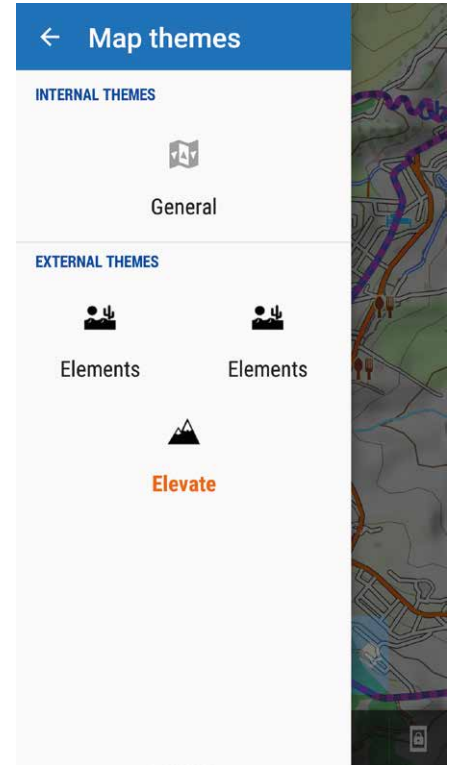 Map themes
INTERNAL THEMES
General
EXTERNAL THEMES
Elements Elements
Elevate